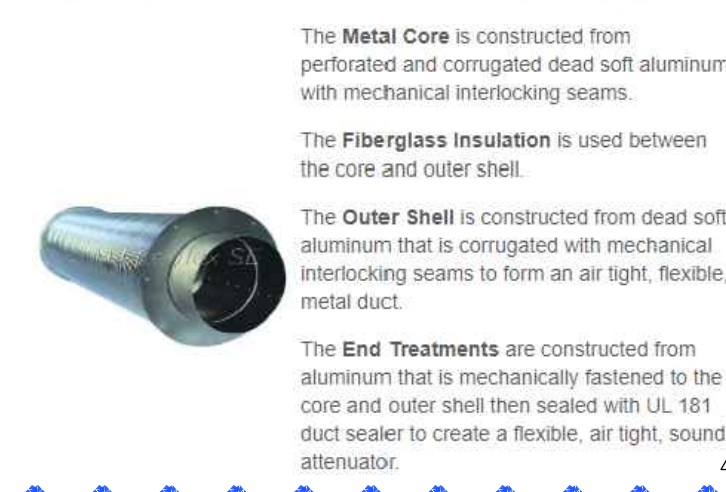 The Metal Core is constructed from
perforated and corrugated dead soft aluminum
with mechanical interlocking seams.
The Fiberglass Insulation is used between
the core and outer shell.
The Outer Shell is constructed from dead soft
aluminum that is corrugated with mechanical
interlocking seams to form an air tight, flexible,
metal duct.
The End Treatments are constructed from
aluminum that is mechanically fastened to the
core and outer shell then sealed with UL 181
duct sealer to create a flexible, air tight, sound
attenuator.